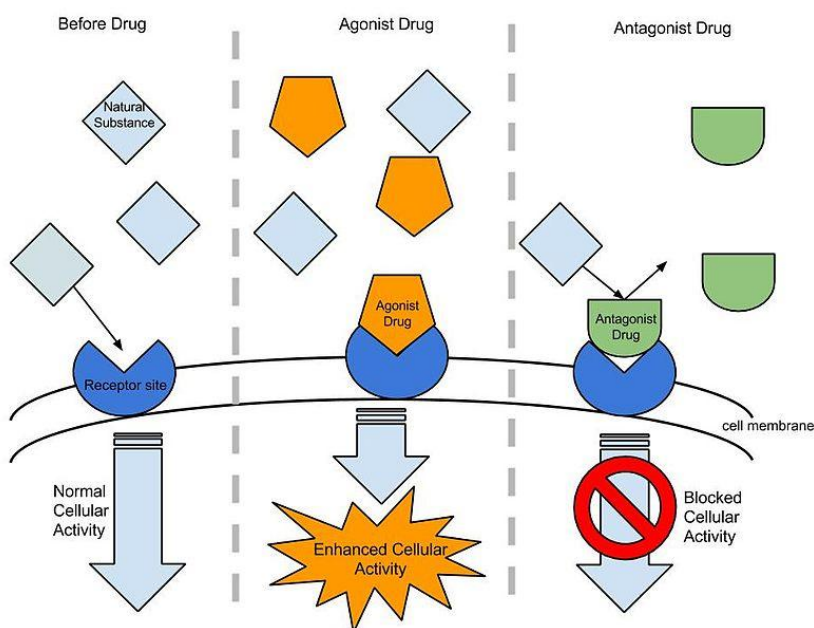 Before Drug
Agonist Drug
Antagonist Drug
Natural
Substance
Receptor site
Agonist
Drug
Antagonist
Drug
cell membrane
Normal
Cellular
Activity
Enhanced Cellular
Activity
Blocked
Cellular
Activity